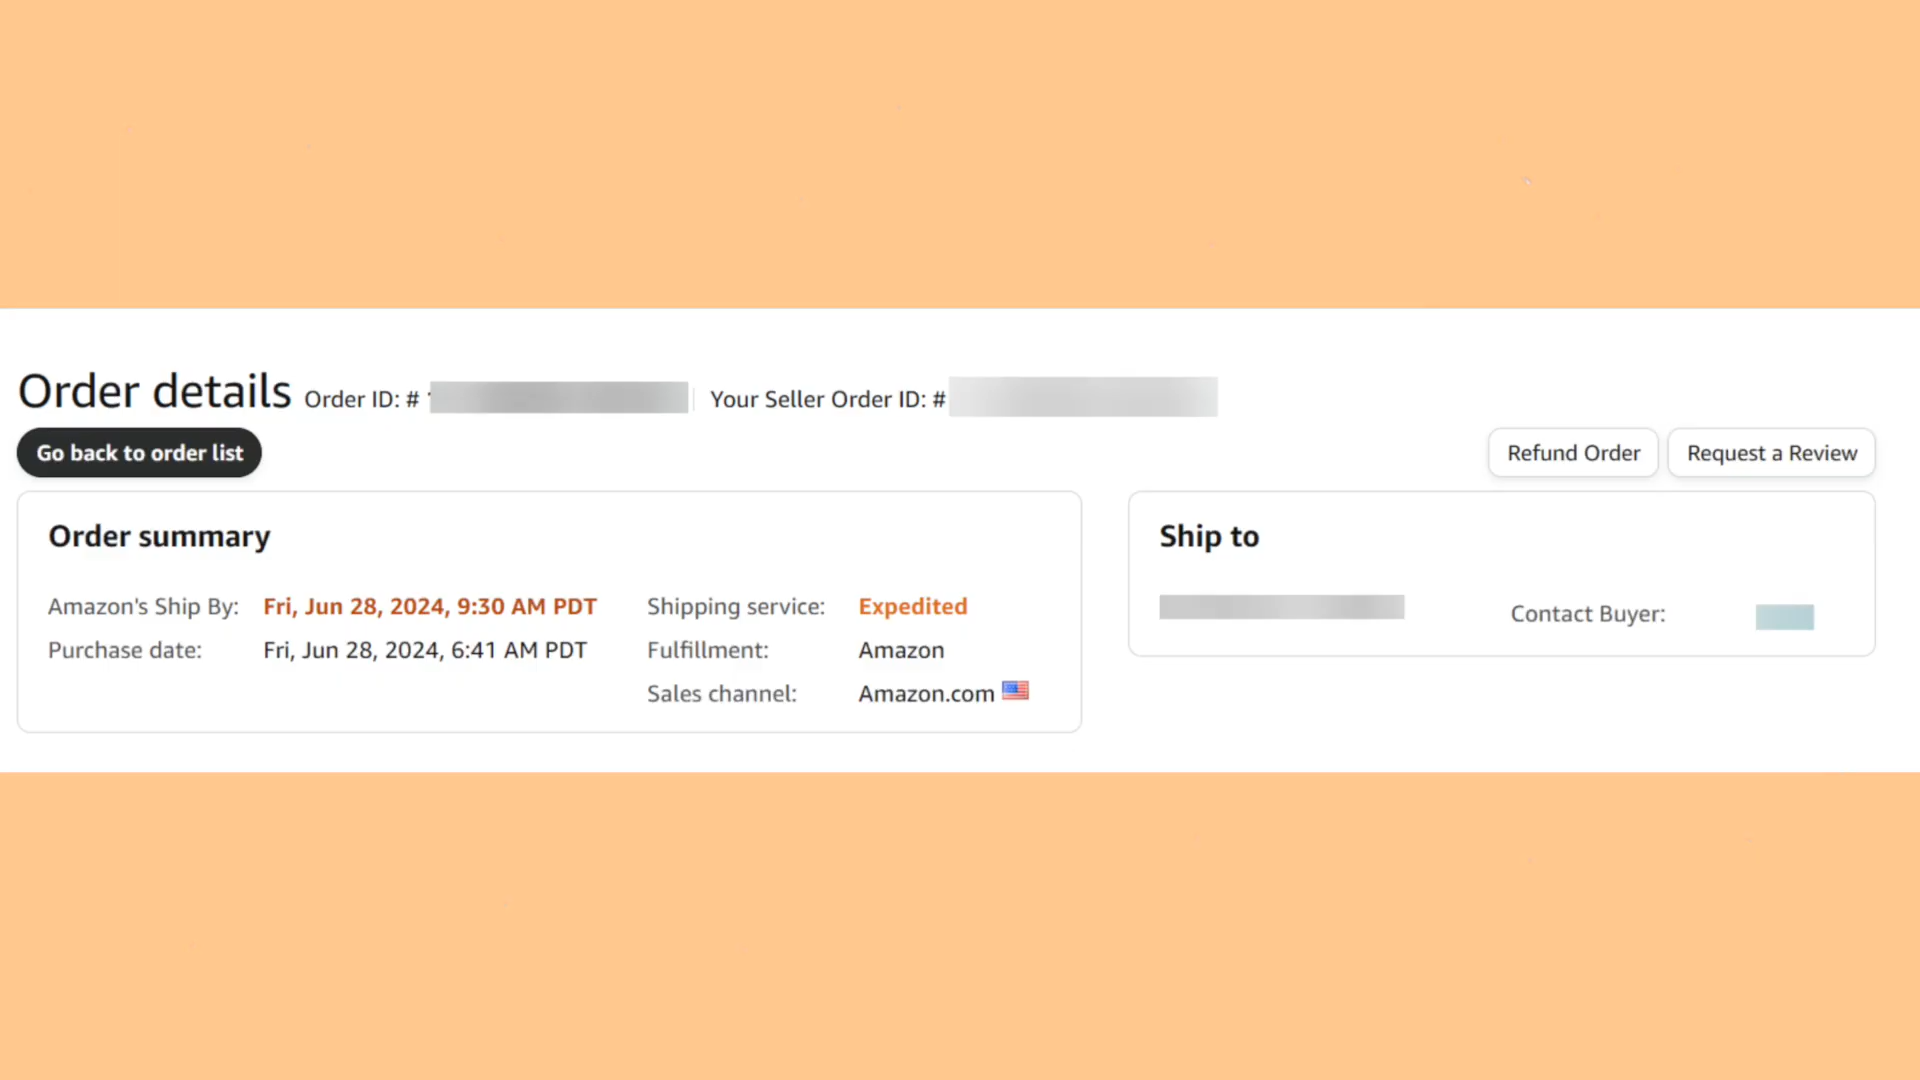 Order details Order ID: # Your Seller Order ID: #
Go back to order list
Refund Order
Request a Review
Order summary
Amazon's Ship By: Fri, Jun 28, 2024, 9:30 AM PDT
Purchase date: Fri, Jun 28, 2024, 6:41 AM PDT
Shipping service: Expedited
Fulfillment: Amazon
Sales channel: Amazon.com
Ship to
Contact Buyer: